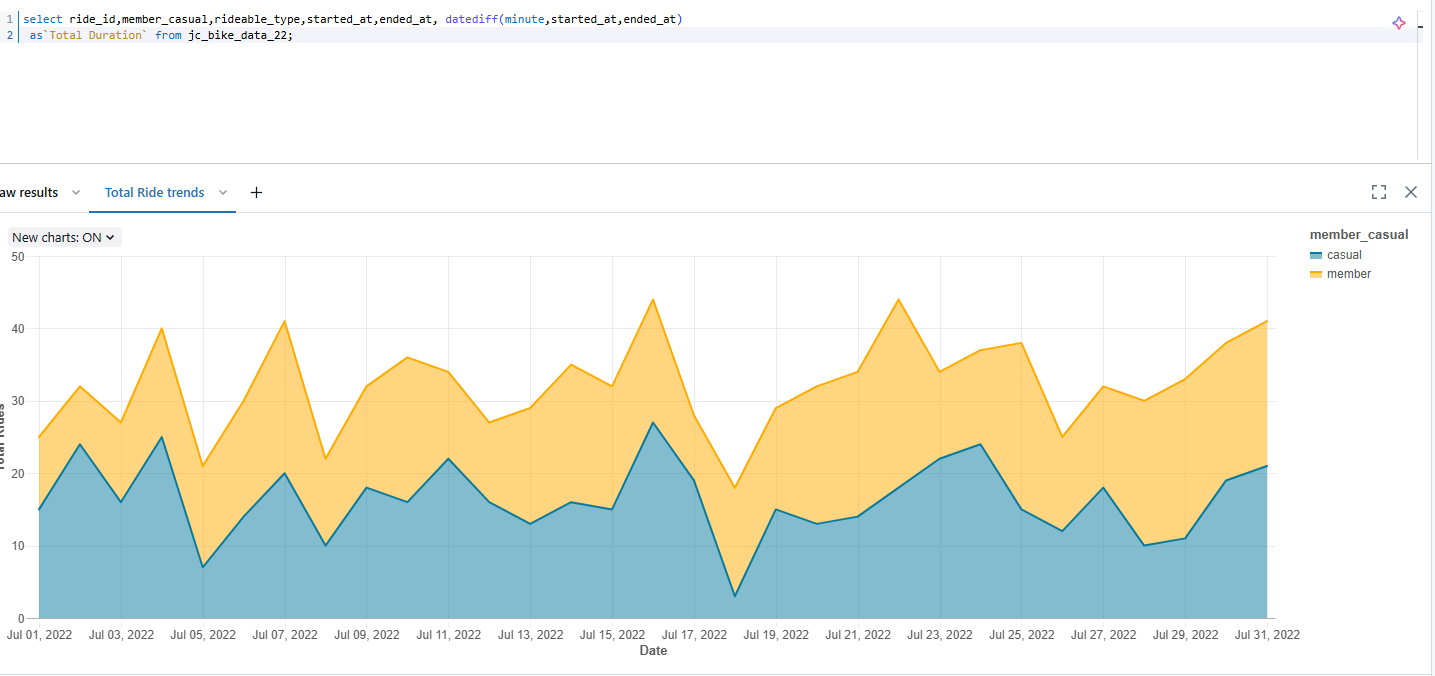 1 select ride_id,member_casual,rideable_type,started_at,ended_at, datediff(minute,started_at,ended_at)
2 as`Total Duration` from jc_bike_data_22;
aw results
Total Ride trends
+
New charts: ON
member_casual
casual
member
50
40
30
20
10
0
Total Rides
Jul 01, 2022 Jul 03, 2022 Jul 05, 2022 Jul 07, 2022 Jul 09, 2022 Jul 11, 2022 Jul 13, 2022 Jul 15, 2022 Jul 17, 2022 Jul 19, 2022 Jul 21, 2022 Jul 23, 2022 Jul 25, 2022 Jul 27, 2022 Jul 29, 2022 Jul 31, 2022
Date